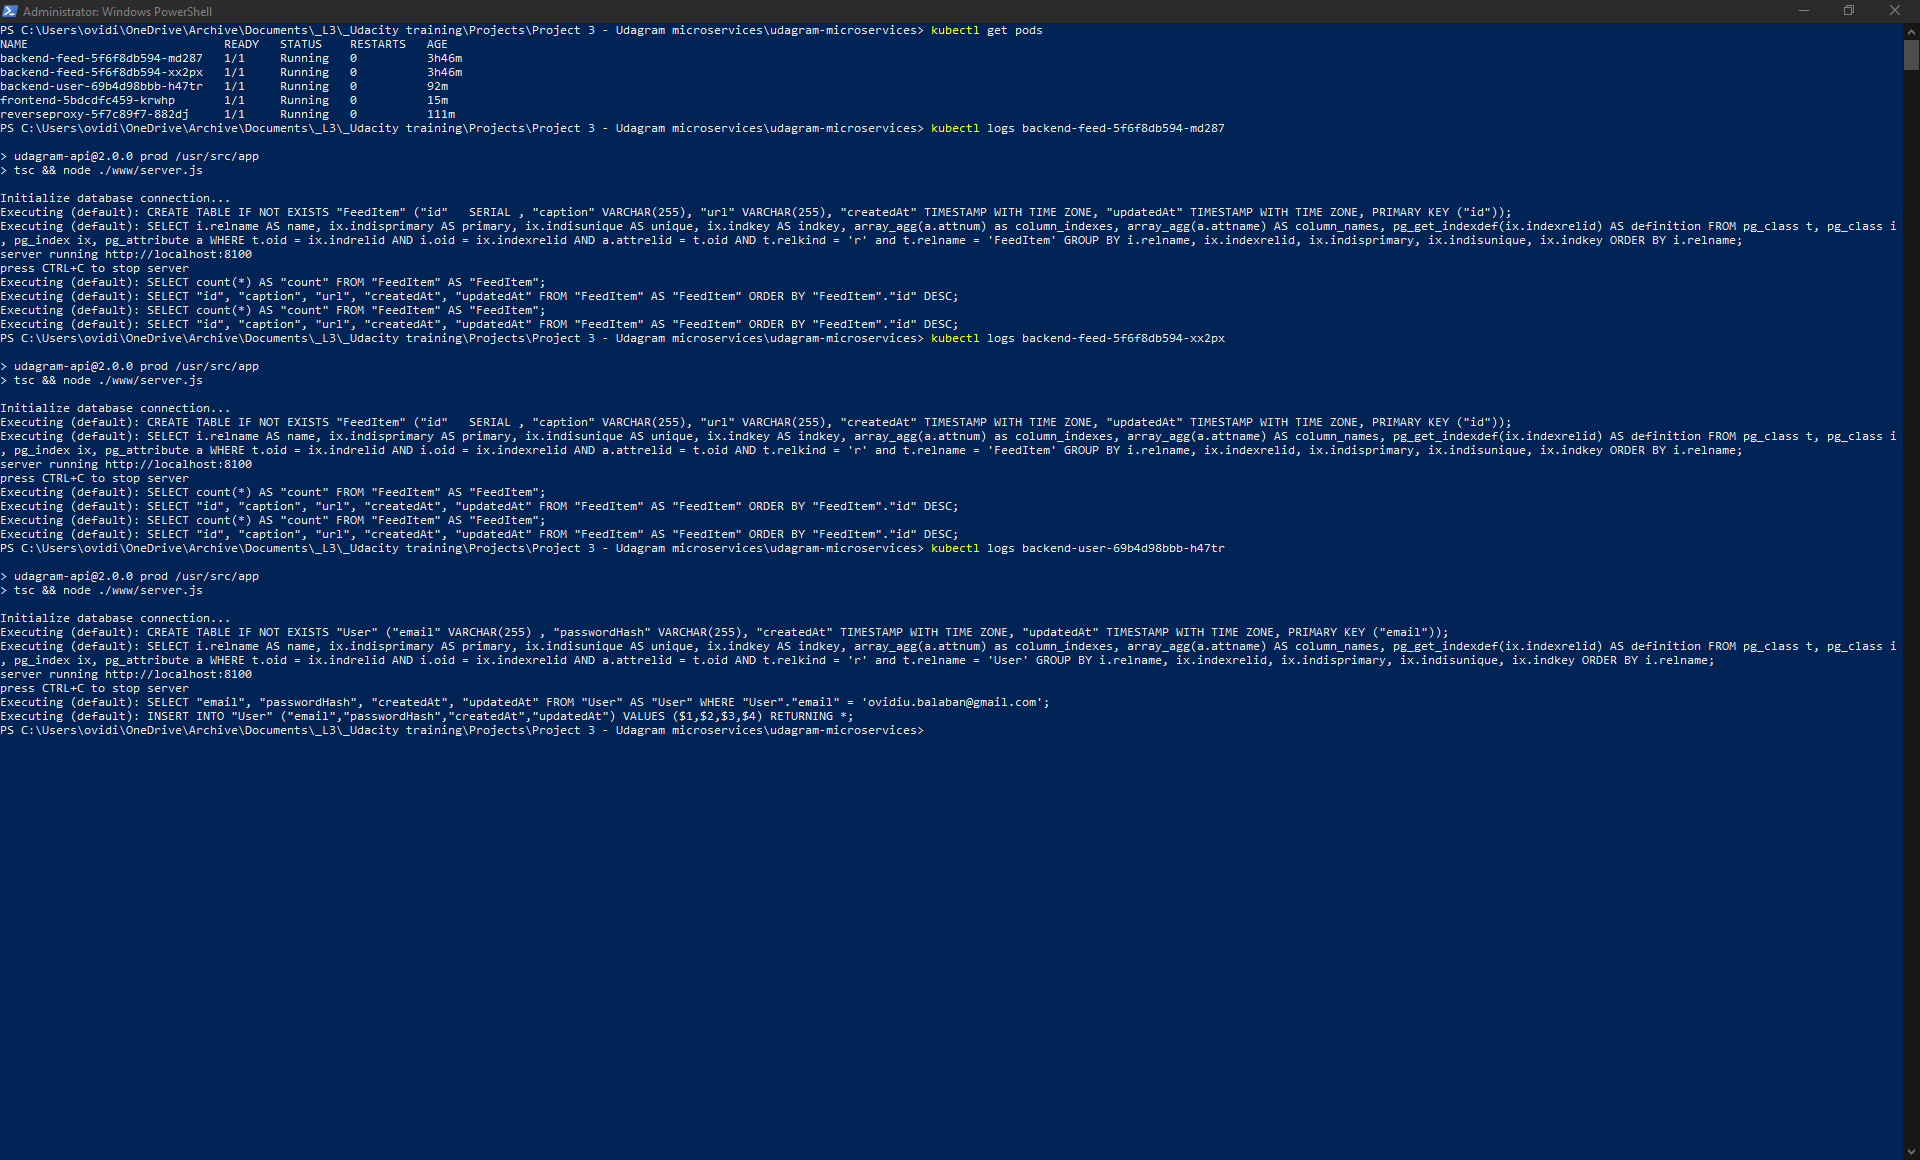 Administrator: Windows PowerShell
PS C:\Users\ovidi\OneDrive\Archive\Documents\_L3\_Udacity training\Projects\Project 3 - Udagram microservices\udagram-microservices> kubectl get pods
NAME                            READY   STATUS    RESTARTS   AGE
backend-feed-5f6f8db594-md287   1/1     Running   0          3h46m
backend-feed-5f6f8db594-xx2px   1/1     Running   0          3h46m
backend-user-69b4d98bbb-h47tr   1/1     Running   0          92m
frontend-5bdcdfc459-krwhp       1/1     Running   0          15m
reverseproxy-5f7c89f7-882dj     1/1     Running   0          111m
PS C:\Users\ovidi\OneDrive\Archive\Documents\_L3\_Udacity training\Projects\Project 3 - Udagram microservices\udagram-microservices> kubectl logs backend-feed-5f6f8db594-md287
> udagram-api@2.0.0 prod /usr/src/app
> tsc && node ./www/server.js
Initialize database connection...
Executing (default): CREATE TABLE IF NOT EXISTS "FeedItem" ("id"   SERIAL , "caption" VARCHAR(255), "url" VARCHAR(255), "createdAt" TIMESTAMP WITH TIME ZONE, "updatedAt" TIMESTAMP WITH TIME ZONE, PRIMARY KEY ("id"));
Executing (default): SELECT i.relname AS name, ix.indisprimary AS primary, ix.indisunique AS unique, ix.indkey AS indkey, array_agg(a.attnum) as column_indexes, array_agg(a.attname) AS column_names, pg_get_indexdef(ix.indexrelid) AS definition FROM pg_class t, pg_class i
, pg_index ix, pg_attribute a WHERE t.oid = ix.indrelid AND i.oid = ix.indexrelid AND a.attrelid = t.oid AND t.relkind = 'r' and t.relname = 'FeedItem' GROUP BY i.relname, ix.indexrelid, ix.indisprimary, ix.indisunique, ix.indkey ORDER BY i.relname;
server running http://localhost:8100
press CTRL+C to stop server
Executing (default): SELECT count(*) AS "count" FROM "FeedItem" AS "FeedItem";
Executing (default): SELECT "id", "caption", "url", "createdAt", "updatedAt" FROM "FeedItem" AS "FeedItem" ORDER BY "FeedItem"."id" DESC;
Executing (default): SELECT count(*) AS "count" FROM "FeedItem" AS "FeedItem";
Executing (default): SELECT "id", "caption", "url", "createdAt", "updatedAt" FROM "FeedItem" AS "FeedItem" ORDER BY "FeedItem"."id" DESC;
PS C:\Users\ovidi\OneDrive\Archive\Documents\_L3\_Udacity training\Projects\Project 3 - Udagram microservices\udagram-microservices> kubectl logs backend-feed-5f6f8db594-xx2px
> udagram-api@2.0.0 prod /usr/src/app
> tsc && node ./www/server.js
Initialize database connection...
Executing (default): CREATE TABLE IF NOT EXISTS "FeedItem" ("id"   SERIAL , "caption" VARCHAR(255), "url" VARCHAR(255), "createdAt" TIMESTAMP WITH TIME ZONE, "updatedAt" TIMESTAMP WITH TIME ZONE, PRIMARY KEY ("id"));
Executing (default): SELECT i.relname AS name, ix.indisprimary AS primary, ix.indisunique AS unique, ix.indkey AS indkey, array_agg(a.attnum) as column_indexes, array_agg(a.attname) AS column_names, pg_get_indexdef(ix.indexrelid) AS definition FROM pg_class t, pg_class i
, pg_index ix, pg_attribute a WHERE t.oid = ix.indrelid AND i.oid = ix.indexrelid AND a.attrelid = t.oid AND t.relkind = 'r' and t.relname = 'FeedItem' GROUP BY i.relname, ix.indexrelid, ix.indisprimary, ix.indisunique, ix.indkey ORDER BY i.relname;
server running http://localhost:8100
press CTRL+C to stop server
Executing (default): SELECT count(*) AS "count" FROM "FeedItem" AS "FeedItem";
Executing (default): SELECT "id", "caption", "url", "createdAt", "updatedAt" FROM "FeedItem" AS "FeedItem" ORDER BY "FeedItem"."id" DESC;
Executing (default): SELECT count(*) AS "count" FROM "FeedItem" AS "FeedItem";
Executing (default): SELECT "id", "caption", "url", "createdAt", "updatedAt" FROM "FeedItem" AS "FeedItem" ORDER BY "FeedItem"."id" DESC;
PS C:\Users\ovidi\OneDrive\Archive\Documents\_L3\_Udacity training\Projects\Project 3 - Udagram microservices\udagram-microservices> kubectl logs backend-user-69b4d98bbb-h47tr
> udagram-api@2.0.0 prod /usr/src/app
> tsc && node ./www/server.js
Initialize database connection...
Executing (default): CREATE TABLE IF NOT EXISTS "User" ("email" VARCHAR(255) , "passwordHash" VARCHAR(255), "createdAt" TIMESTAMP WITH TIME ZONE, "updatedAt" TIMESTAMP WITH TIME ZONE, PRIMARY KEY ("email"));
Executing (default): SELECT i.relname AS name, ix.indisprimary AS primary, ix.indisunique AS unique, ix.indkey AS indkey, array_agg(a.attnum) as column_indexes, array_agg(a.attname) AS column_names, pg_get_indexdef(ix.indexrelid) AS definition FROM pg_class t, pg_class i
, pg_index ix, pg_attribute a WHERE t.oid = ix.indrelid AND i.oid = ix.indexrelid AND a.attrelid = t.oid AND t.relkind = 'r' and t.relname = 'User' GROUP BY i.relname, ix.indexrelid, ix.indisprimary, ix.indisunique, ix.indkey ORDER BY i.relname;
server running http://localhost:8100
press CTRL+C to stop server
Executing (default): SELECT "email", "passwordHash", "createdAt", "updatedAt" FROM "User" AS "User" WHERE "User"."email" = 'ovidiu.balaban@gmail.com';
Executing (default): INSERT INTO "User" ("email","passwordHash","createdAt","updatedAt") VALUES ($1,$2,$3,$4) RETURNING *;
PS C:\Users\ovidi\OneDrive\Archive\Documents\_L3\_Udacity training\Projects\Project 3 - Udagram microservices\udagram-microservices>